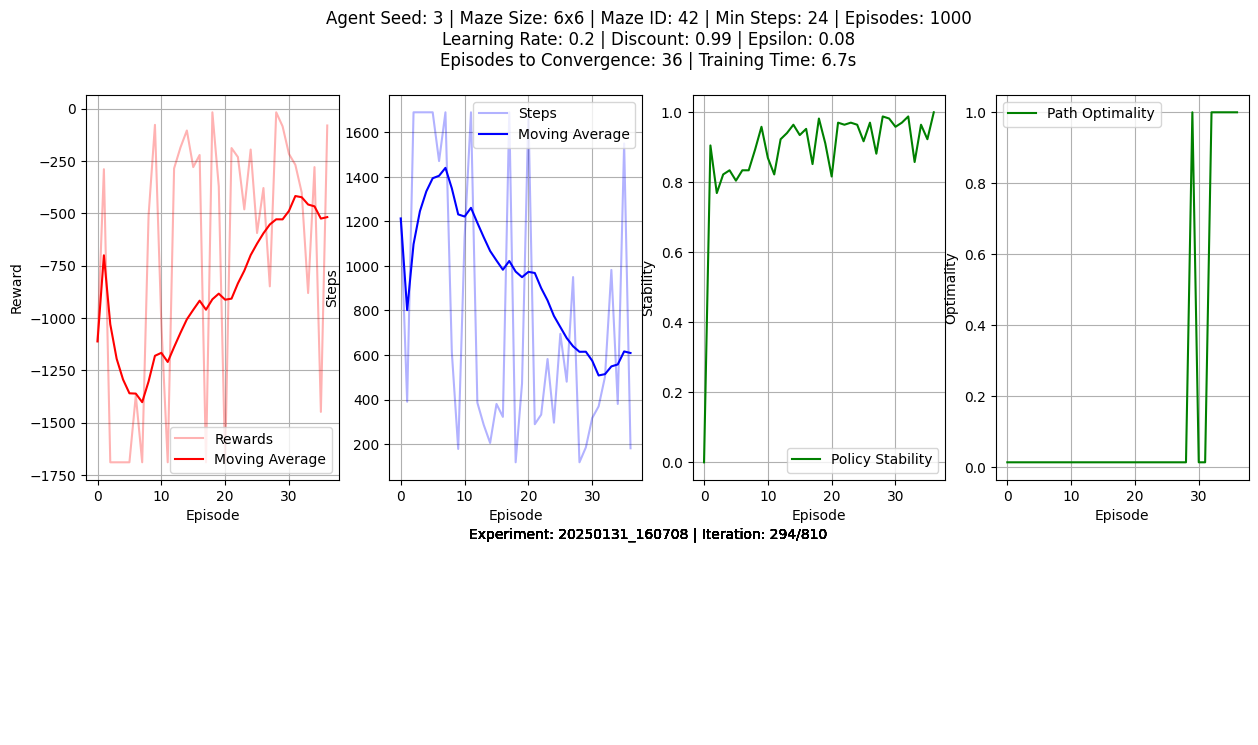 Agent Seed: 3 | Maze Size: 6x6 | Maze ID: 42 | Min Steps: 24 | Episodes: 1000
Learning Rate: 0.2 | Discount: 0.99 | Epsilon: 0.08
Episodes to Convergence: 36 | Training Time: 6.7s
Reward
0
−250
−500
−750
−1000
−1250
−1500
−1750
Rewards
Moving Average
0
10
20
30
Episode
Steps
1600
1400
1200
1000
800
600
400
200
Steps
Moving Average
0
10
20
30
Episode
Stability
1.0
0.8
0.6
0.4
0.2
0.0
Policy Stability
0
10
20
30
Episode
Optimality
1.0
0.8
0.6
0.4
0.2
0.0
Path Optimality
0
10
20
30
Episode
Experiment: 20250131_160708 | Iteration: 294/810